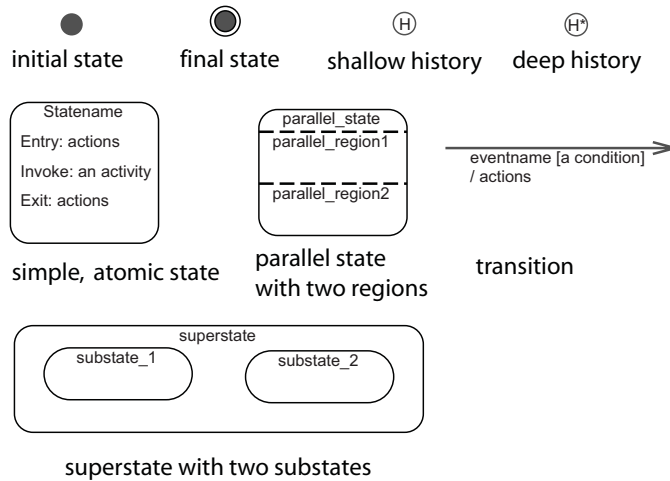 H
H*
initial state
final state
shallow history
deep history
Statename
Entry: actions
Invoke: an activity
Exit: actions
parallel_state
parallel_region1
parallel_region2
eventname [a condition]
/ actions
simple, atomic state
parallel state
with two regions
transition
superstate
substate_1
substate_2
superstate with two substates